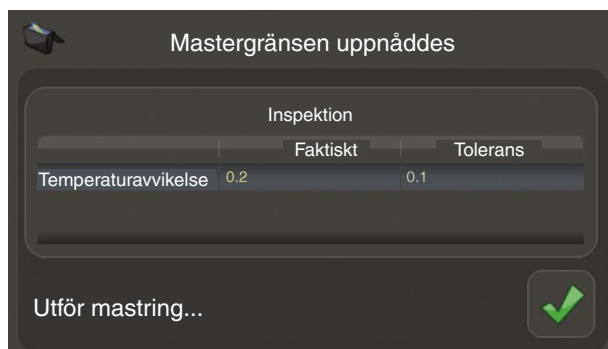 Mastergränsen uppnåddes
Inspektion
Faktiskt Tolerans
Temperaturavvikelse 0.2 0.1
Utför mastring...